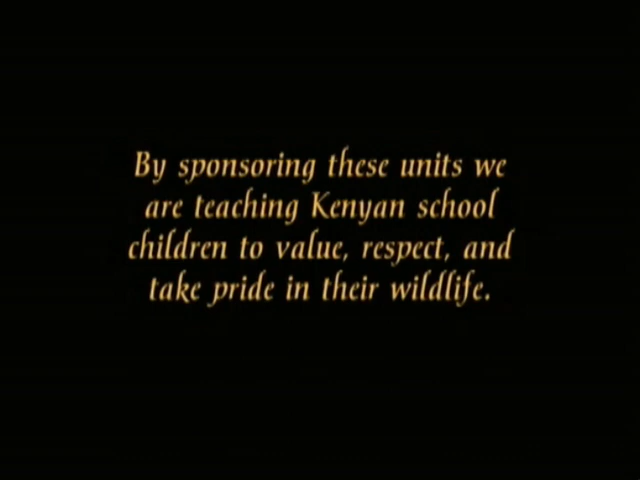 By sponsoring these units we
are teaching Kenyan school
children to value, respect, and
take pride in their wildlife.